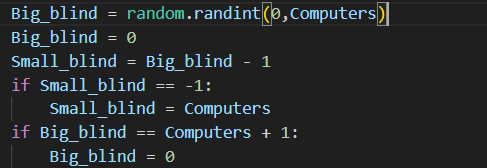 Big_blind = random.randint(0,Computers)
Big_blind = 0
Small_blind = Big_blind - 1
if Small_blind == -1:
    Small_blind = Computers
if Big_blind == Computers + 1:
    Big_blind = 0